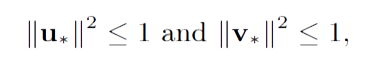 ‖u∗‖² ≤ 1 and ‖v∗‖² ≤ 1,